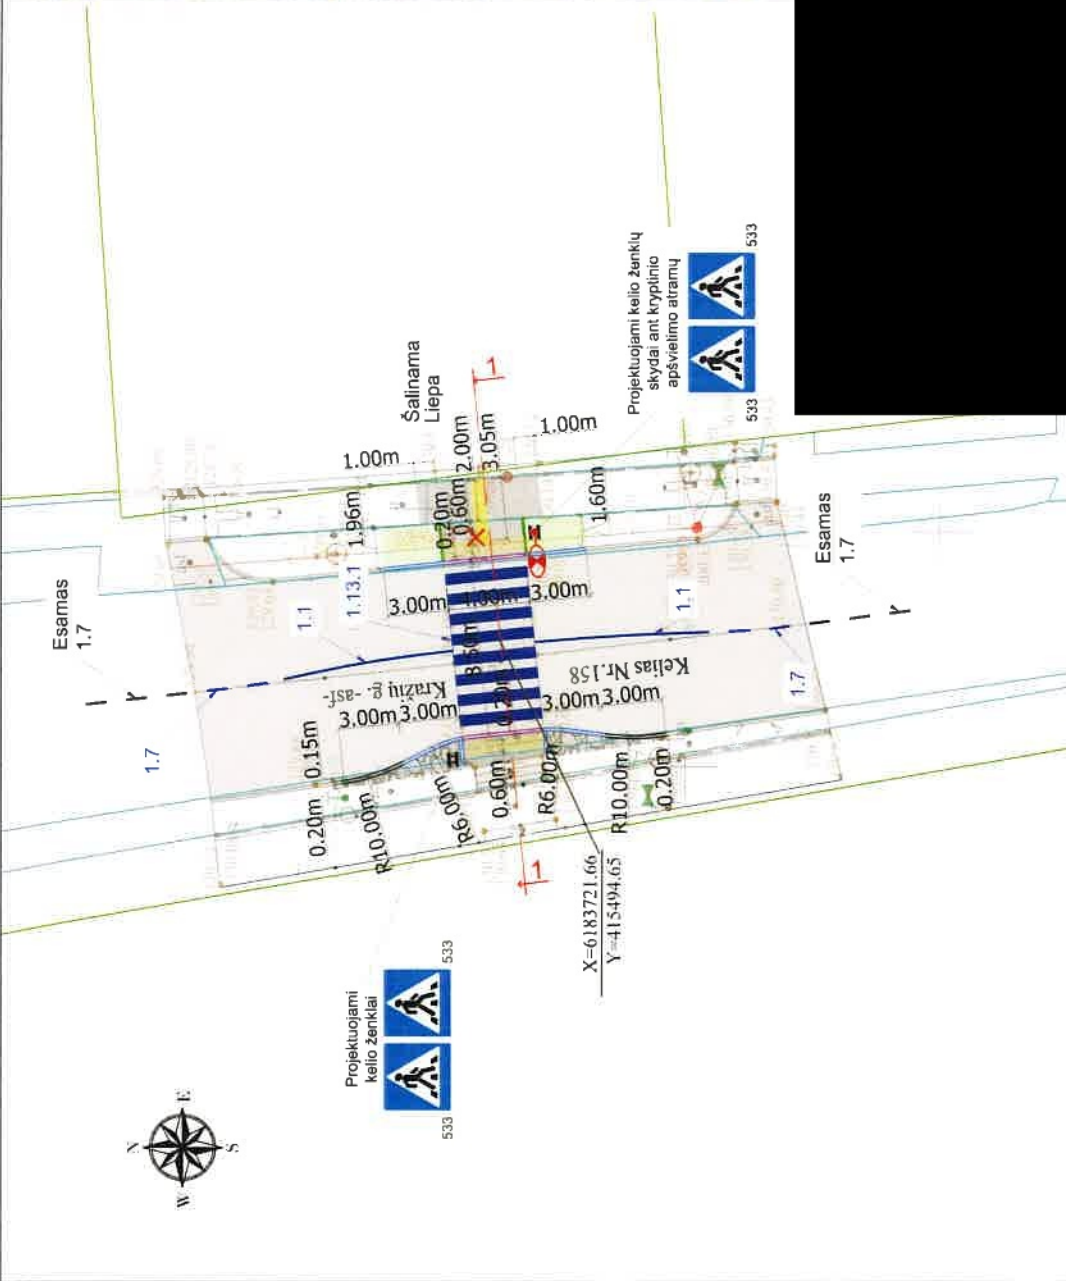 Projektuojami kelio ženklų
skydai ant kryptinio
apšvietimo atramų
533
533
Šalinama
Liepa
1
1.00m
1.00m
2.00m
3.05m
0.20m
0.60m
1.96m
1.60m
Esamas
1.7
Esamas
1.7
1.1
1.13.1
1.1
1.7
1.7
3.00m
4.00m
3.00m
8.50m
Kražių g. -asf-
Kelias Nr.158
0.20m
3.00m
3.00m
3.00m
3.00m
0.15m
0.20m
R10.00m
R6.00m
0.60m
R6.00m
R10.00m
0.20m
1
X=6183721.66
Y=415494.65
Projektuojami
kelio ženklai
533
533
N
E
S
W